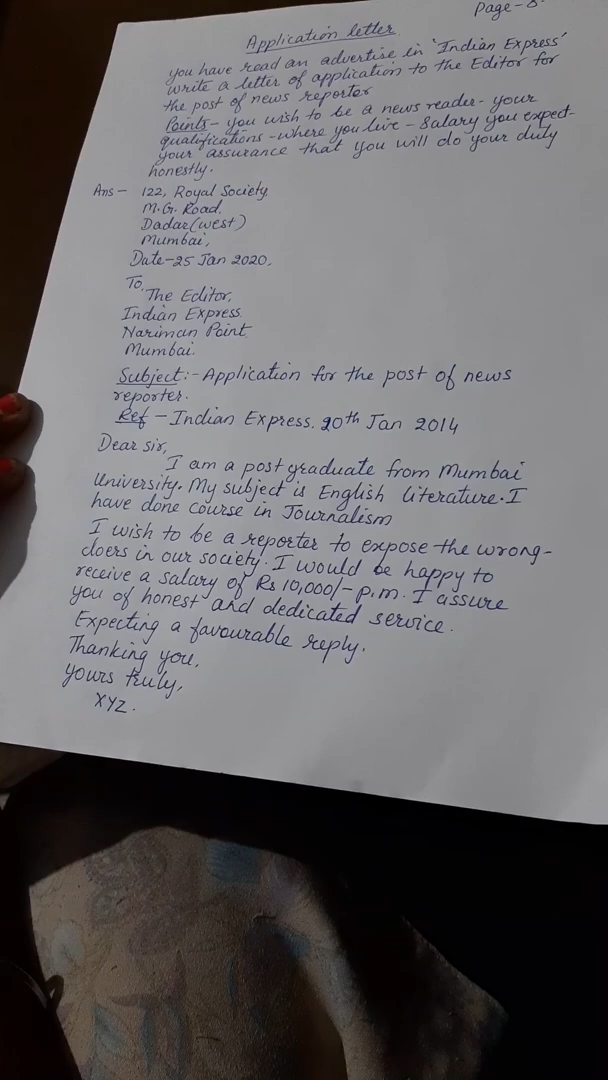 Page-
Application letter
you have read an advertise in 'Indian Express'
write a letter of application to the Editor for
the post of news reporter
Points - you wish to be a news reader - your
qualifications - where you live - Salary you expect-
your assurance that you will do your duty
honestly.
Ans - 122, Royal Society,
M.G. Road,
Dadar (west)
Mumbai,
Date-25 Jan 2020.
To,
The Editor,
Indian Express.
Nariman Point
Mumbai.
Subject:- Application for the post of news
reporter.
Ref - Indian Express. 20th Jan 2014
Dear sir,
I am a post graduate from Mumbai
University. My subject is English literature. I
have done course in Journalism
I wish to be a reporter to expose the wrong-
doers in our society. I would be happy to
receive a salary of Rs 10,000/- p.m. I assure
you of honest and dedicated service.
Expecting a favourable reply.
Thanking you,
yours truly,
XYZ.